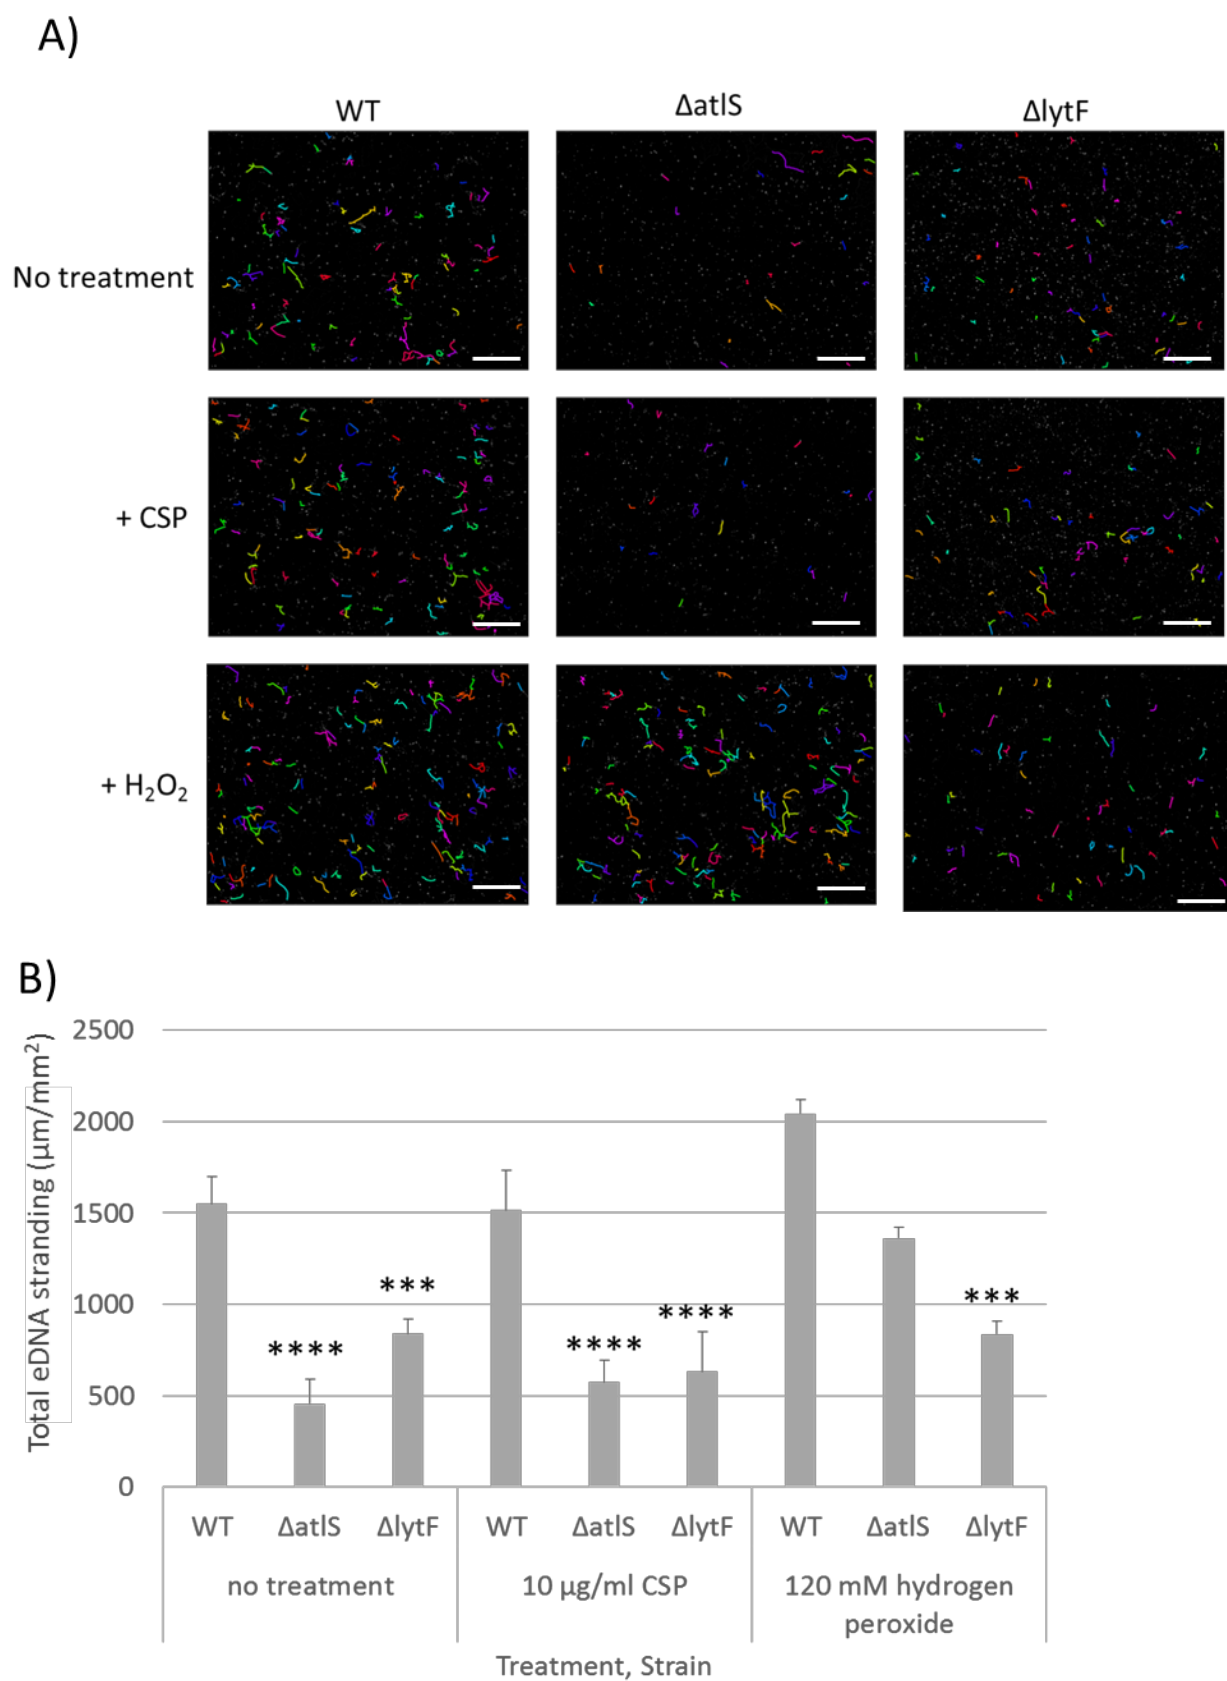 A)
WT ΔatlS ΔlytF
No treatment
+ CSP
+ H₂O₂
B)
Total eDNA stranding (µm/mm²)
2500
2000
1500
1000
500
0
***
****
****
****
***
WT ΔatlS ΔlytF WT ΔatlS ΔlytF WT ΔatlS ΔlytF
no treatment 10 µg/ml CSP 120 mM hydrogen
peroxide
Treatment, Strain